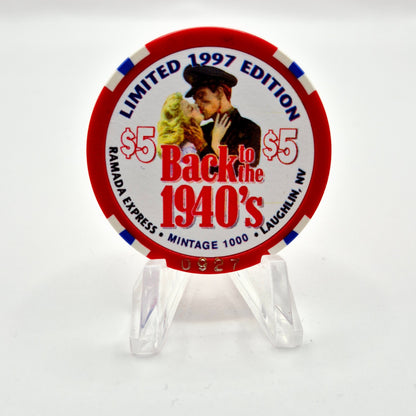 LIMITED 1997 EDITION
$5 $5
Back to the
1940's
RAMADA EXPRESS • MINTAGE 1000 • LAUGHLIN, NV
0927